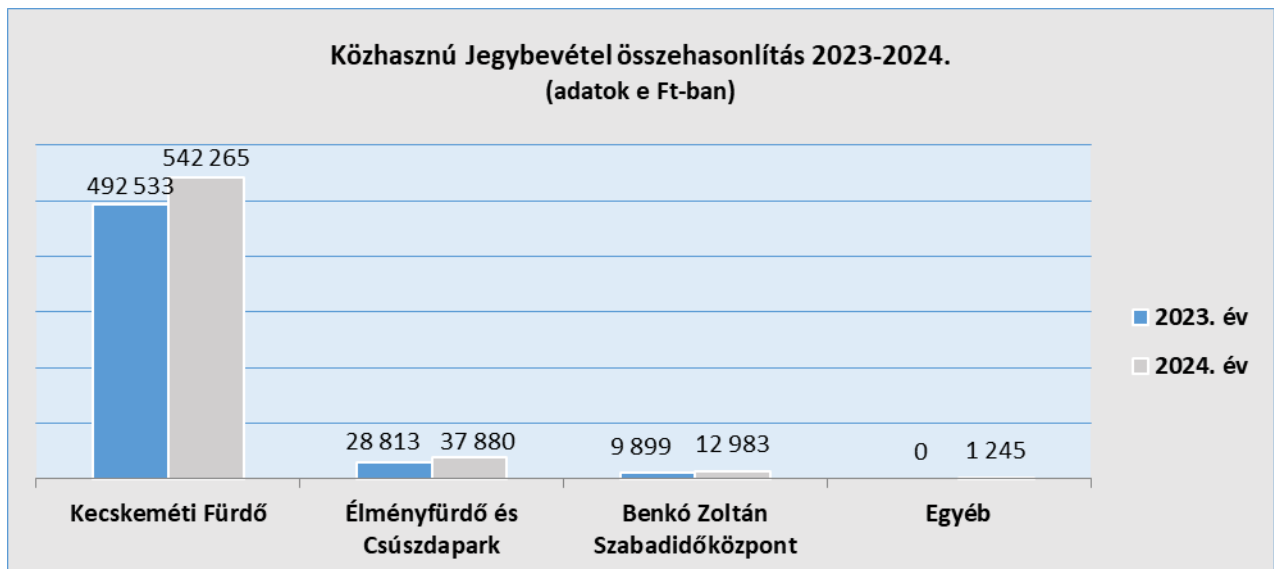 Közhasznú Jegybevétel összehasonlítás 2023-2024.
(adatok e Ft-ban)
542 265
492 533
28 813 37 880 9 899 12 983 0 1 245
2023. év
2024. év
Kecskeméti Fürdő
Élményfürdő és
Csúszdapark
Benkó Zoltán
Szabadidőközpont
Egyéb